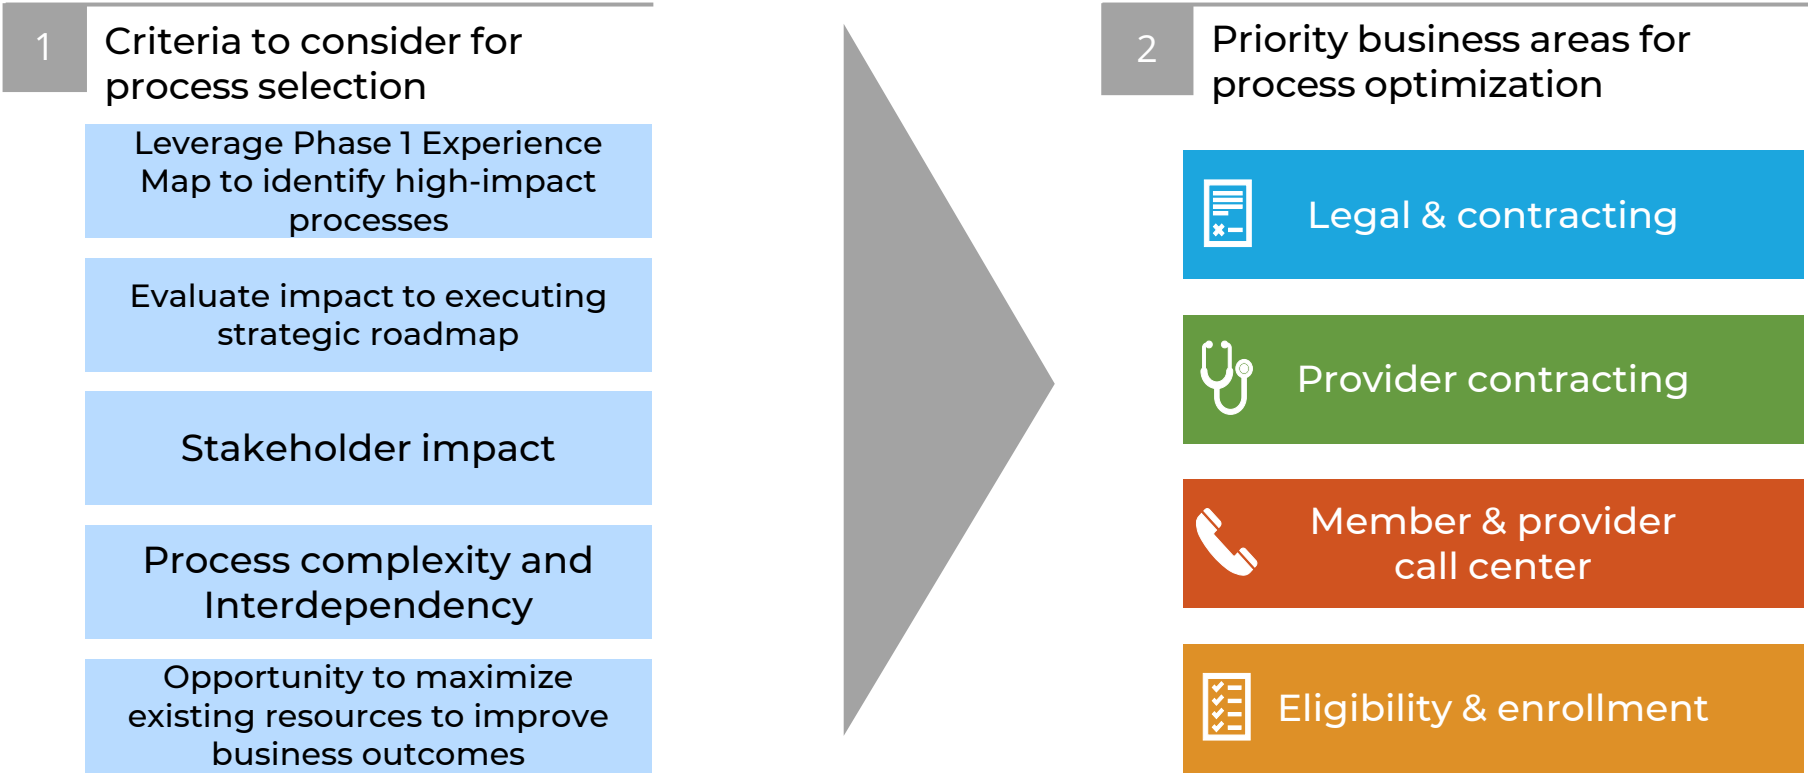 1
Criteria to consider for
process selection
Leverage Phase 1 Experience
Map to identify high-impact
processes
Evaluate impact to executing
strategic roadmap
Stakeholder impact
Process complexity and
Interdependency
Opportunity to maximize
existing resources to improve
business outcomes
2
Priority business areas for
process optimization
Legal & contracting
Provider contracting
Member & provider
call center
Eligibility & enrollment